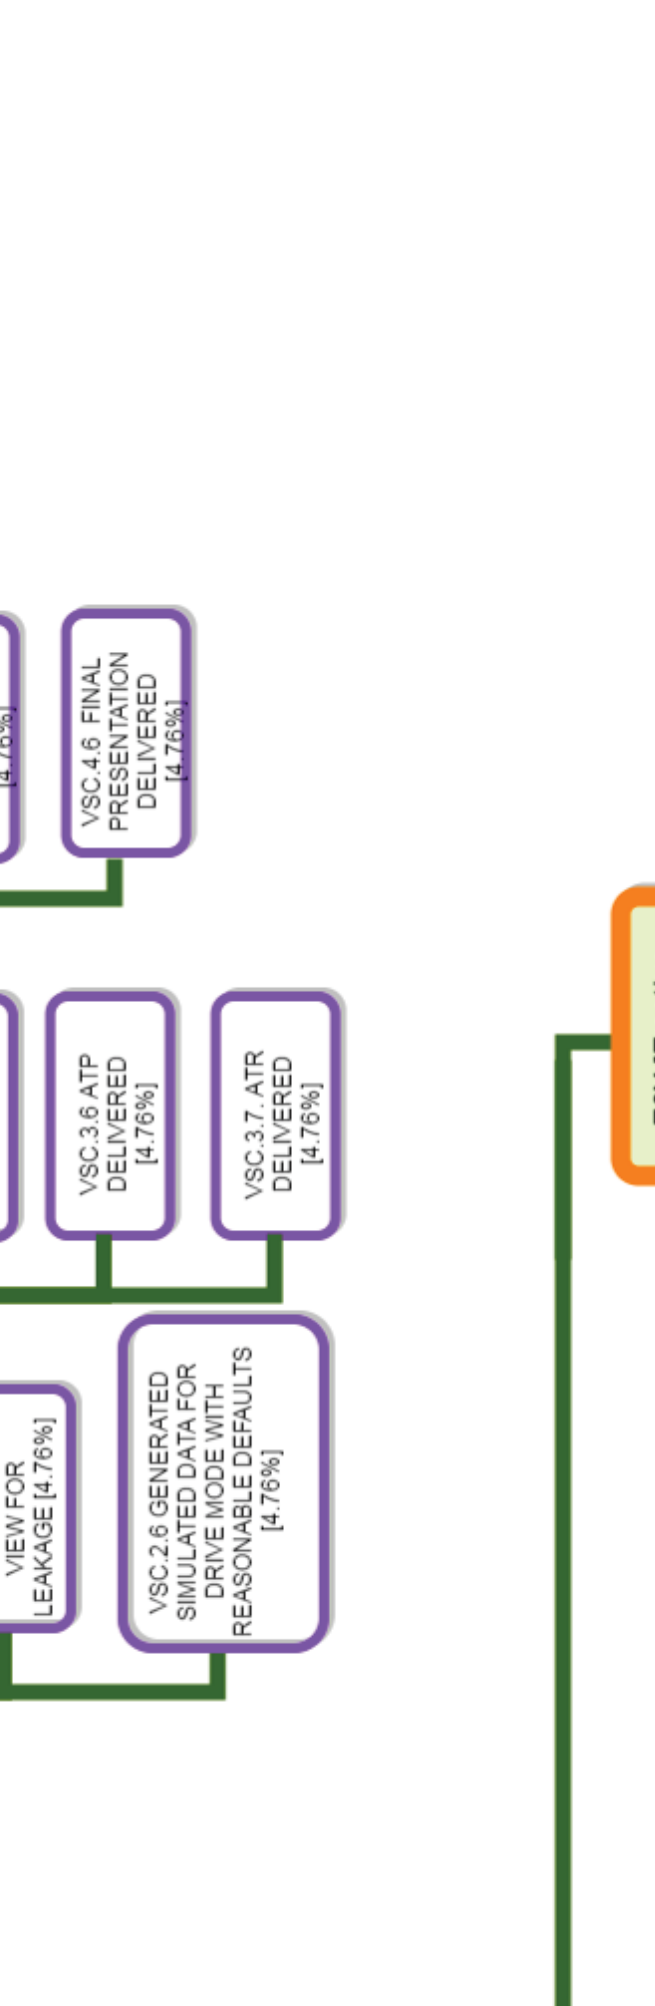 [4.76%]
VSC.4.6 FINAL
PRESENTATION
DELIVERED
[4.76%]
VSC.3.6 ATP
DELIVERED
[4.76%]
VSC.3.7. ATR
DELIVERED
[4.76%]
VIEW FOR
LEAKAGE [4.76%]
VSC.2.6 GENERATED
SIMULATED DATA FOR
DRIVE MODE WITH
REASONABLE DEFAULTS
[4.76%]